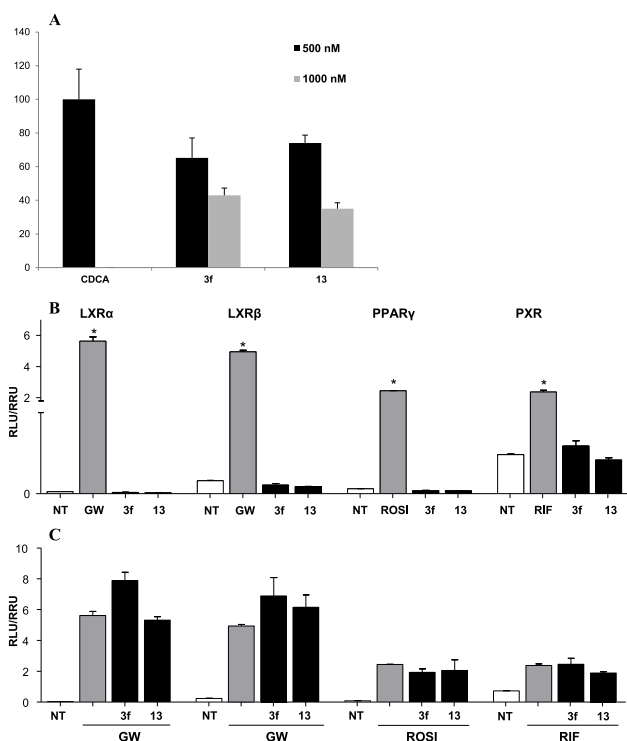 A
140
120
100
80
60
40
20
0
500 nM
1000 nM
CDCA 3f 13
B
LXRα LXRβ PPARγ PXR
RLU/RRU
6
4
2
0
* * * *
NT GW 3f 13 NT GW 3f 13 NT ROSI 3f 13 NT RIF 3f 13
C
RLU/RRU
10
8
6
4
2
0
NT 3f 13 NT 3f 13 NT 3f 13 NT 3f 13
GW GW ROSI RIF